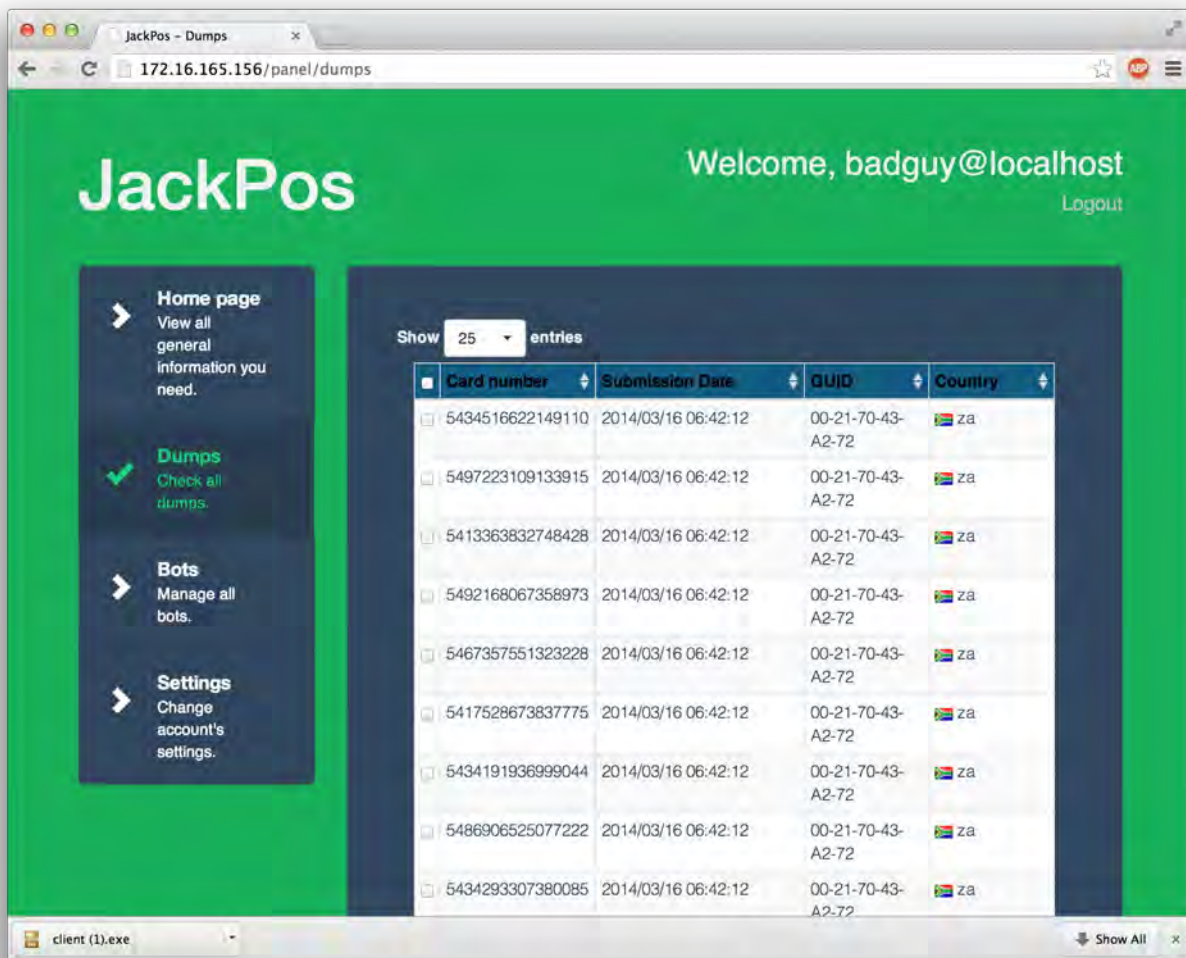 JackPos – Dumps
172.16.165.156/panel/dumps
ABP
JackPos
Welcome, badguy@localhost
Logout
Home page
View all
general
information you
need.
Dumps
Check all
dumps.
Bots
Manage all
bots.
Settings
Change
account's
settings.
Show 25 entries
Card number Submission Date GUID Country
5434516622149110 2014/03/16 06:42:12 00-21-70-43- za
A2-72
5497223109133915 2014/03/16 06:42:12 00-21-70-43- za
A2-72
5413363832748428 2014/03/16 06:42:12 00-21-70-43- za
A2-72
5492168067358973 2014/03/16 06:42:12 00-21-70-43- za
A2-72
5467357551323228 2014/03/16 06:42:12 00-21-70-43- za
A2-72
5417528673837775 2014/03/16 06:42:12 00-21-70-43- za
A2-72
5434191936999044 2014/03/16 06:42:12 00-21-70-43- za
A2-72
5486906525077222 2014/03/16 06:42:12 00-21-70-43- za
A2-72
5434293307380085 2014/03/16 06:42:12 00-21-70-43- za
A2-72
client (1).exe
Show All